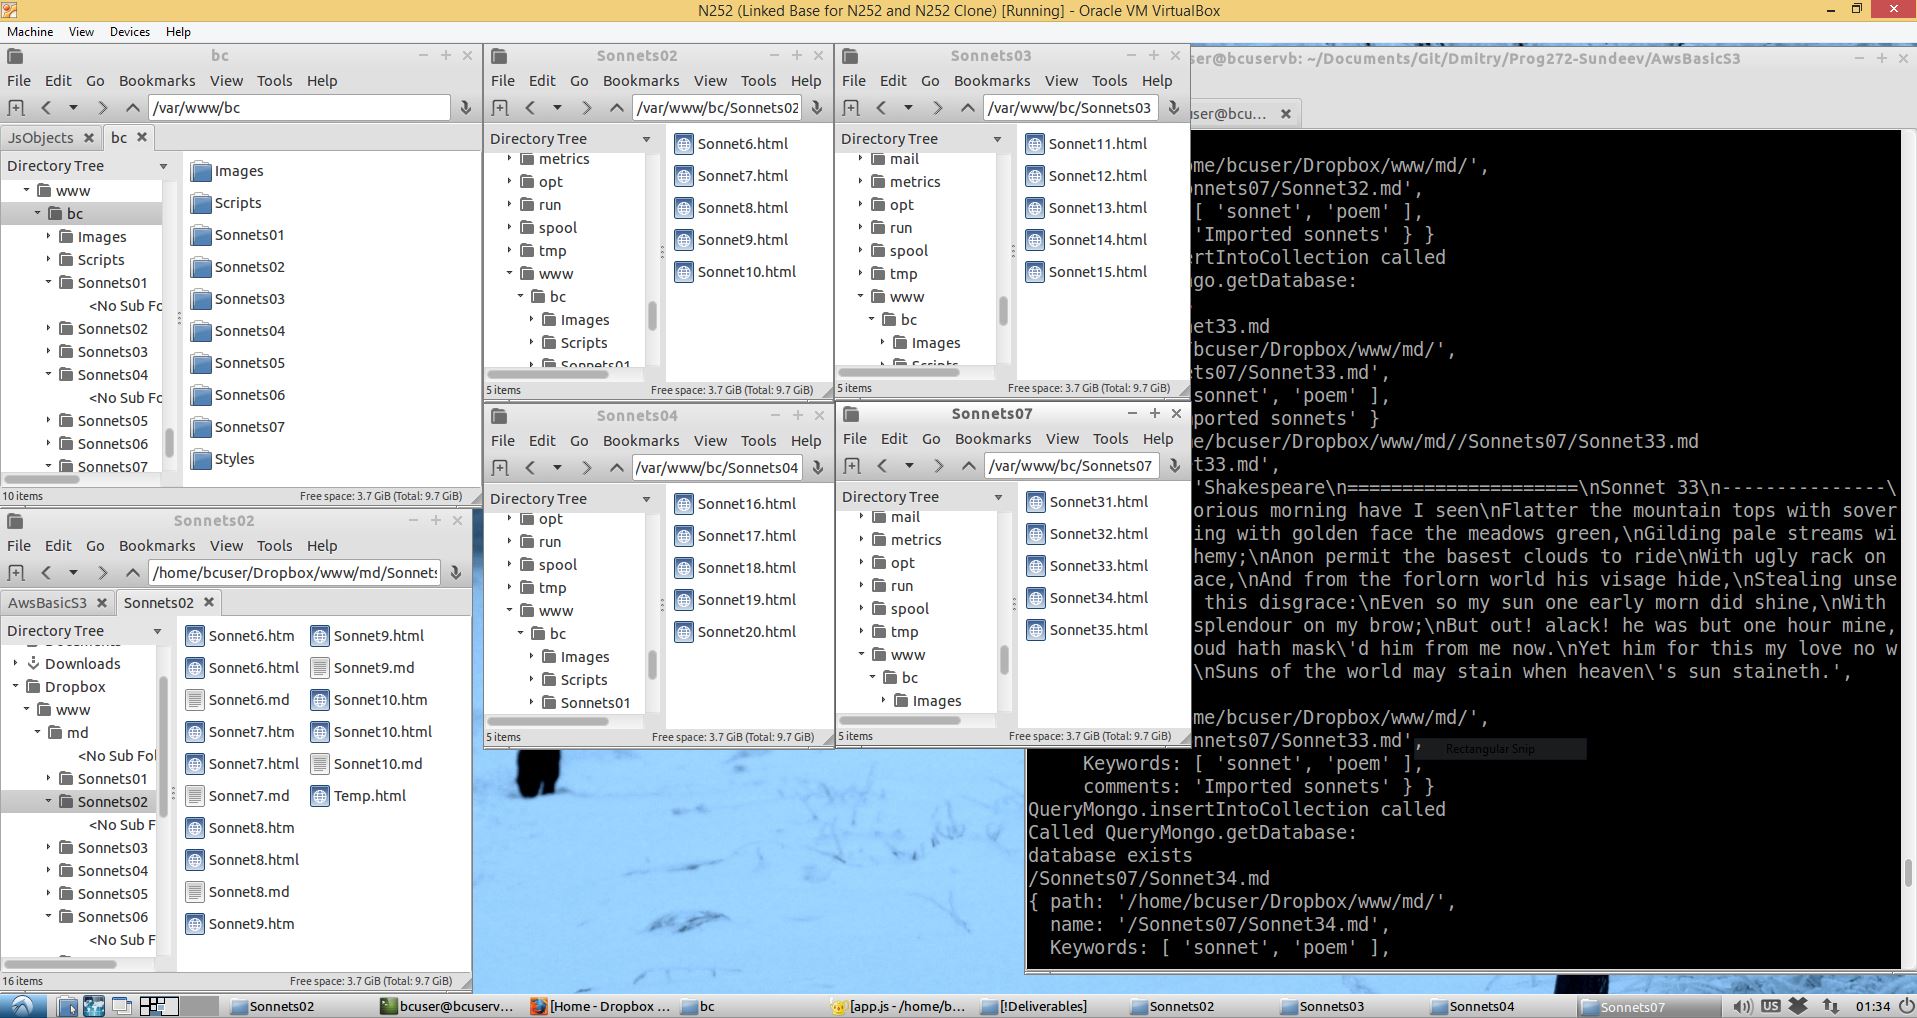 N252 (Linked Base for N252 and N252 Clone) [Running] - Oracle VM VirtualBox
Machine View Devices Help
bc
File Edit Go Bookmarks View Tools Help
/var/www/bc
JsObjects
bc
Directory Tree
www
bc
Images
Scripts
Sonnets01
<No Sub Fo
Sonnets02
Sonnets03
Sonnets04
<No Sub Fo
Sonnets05
Sonnets06
Sonnets07
Images
Scripts
Sonnets01
Sonnets02
Sonnets03
Sonnets04
Sonnets05
Sonnets06
Sonnets07
Styles
10 items
Free space: 3.7 GiB (Total: 9.7 GiB)
Sonnets02
File Edit Go Bookmarks View Tools Help
/var/www/bc/Sonnets02
Directory Tree
metrics
opt
run
spool
tmp
www
bc
Images
Scripts
Sonnets01
Sonnet6.html
Sonnet7.html
Sonnet8.html
Sonnet9.html
Sonnet10.html
5 items
Free space: 3.7 GiB (Total: 9.7 GiB)
Sonnets03
File Edit Go Bookmarks View Tools Help
/var/www/bc/Sonnets03
Directory Tree
mail
metrics
opt
run
spool
tmp
www
bc
Images
Scripts
Sonnet11.html
Sonnet12.html
Sonnet13.html
Sonnet14.html
Sonnet15.html
5 items
Free space: 3.7 GiB (Total: 9.7 GiB)
Sonnets04
File Edit Go Bookmarks View Tools Help
/var/www/bc/Sonnets04
Directory Tree
opt
run
spool
tmp
www
bc
Images
Scripts
Sonnets01
Sonnet16.html
Sonnet17.html
Sonnet18.html
Sonnet19.html
Sonnet20.html
5 items
Free space: 3.7 GiB (Total: 9.7 GiB)
Sonnets07
File Edit Go Bookmarks View Tools Help
/var/www/bc/Sonnets07
Directory Tree
mail
metrics
opt
run
spool
tmp
www
bc
Images
Sonnet31.html
Sonnet32.html
Sonnet33.html
Sonnet34.html
Sonnet35.html
5 items
Free space: 3.7 GiB (Total: 9.7 GiB)
Sonnets02
File Edit Go Bookmarks View Tools Help
/home/bcuser/Dropbox/www/md/Sonnets
AwsBasicS3
Sonnets02
Directory Tree
Documents
Downloads
Dropbox
www
md
<No Sub Fol
Sonnets01
Sonnets02
<No Sub F
Sonnets03
Sonnets04
Sonnets05
Sonnets06
<No Sub F
Sonnet6.htm
Sonnet6.html
Sonnet6.md
Sonnet7.htm
Sonnet7.html
Sonnet7.md
Sonnet8.htm
Sonnet8.html
Sonnet8.md
Sonnet9.htm
Sonnet9.html
Sonnet9.md
Sonnet10.htm
Sonnet10.html
Sonnet10.md
Temp.html
16 items
Free space: 3.7 GiB (Total: 9.7 GiB)
ser@bcuservb: ~/Documents/Git/Dmitry/Prog272-Sundeev/AwsBasicS3
user@bcu...
me/bcuser/Dropbox/www/md/',
nnets07/Sonnet32.md',
[ 'sonnet', 'poem' ],
'Imported sonnets' } }
rtIntoCollection called
go.getDatabase:
et33.md
/bcuser/Dropbox/www/md/',
ts07/Sonnet33.md',
sonnet', 'poem' ],
ported sonnets' }
e/bcuser/Dropbox/www/md//Sonnets07/Sonnet33.md
33.md',
'Shakespeare\n=====================\nSonnet 33\n---------------\
orious morning have I seen\nFlatter the mountain tops with sover
ing with golden face the meadows green,\nGilding pale streams wi
hemy;\nAnon permit the basest clouds to ride\nWith ugly rack on
ace,\nAnd from the forlorn world his visage hide,\nStealing unse
this disgrace:\nEven so my sun one early morn did shine,\nWith
splendour on my brow;\nBut out! alack! he was but one hour mine,
oud hath mask\'d him from me now.\nYet him for this my love no w
\nSuns of the world may stain when heaven\'s sun staineth.',
me/bcuser/Dropbox/www/md/',
nnets07/Sonnet33.md',
Rectangular Snip
Keywords: [ 'sonnet', 'poem' ],
comments: 'Imported sonnets' } }
QueryMongo.insertIntoCollection called
Called QueryMongo.getDatabase:
database exists
/Sonnets07/Sonnet34.md
{ path: '/home/bcuser/Dropbox/www/md/',
name: '/Sonnets07/Sonnet34.md',
Keywords: [ 'sonnet', 'poem' ],
Sonnets02
bcuser@bcuserv...
[Home - Dropbox ...
bc
[app.js - /home/b...
[!Deliverables]
Sonnets02
Sonnets03
Sonnets04
Sonnets07
US
01:34